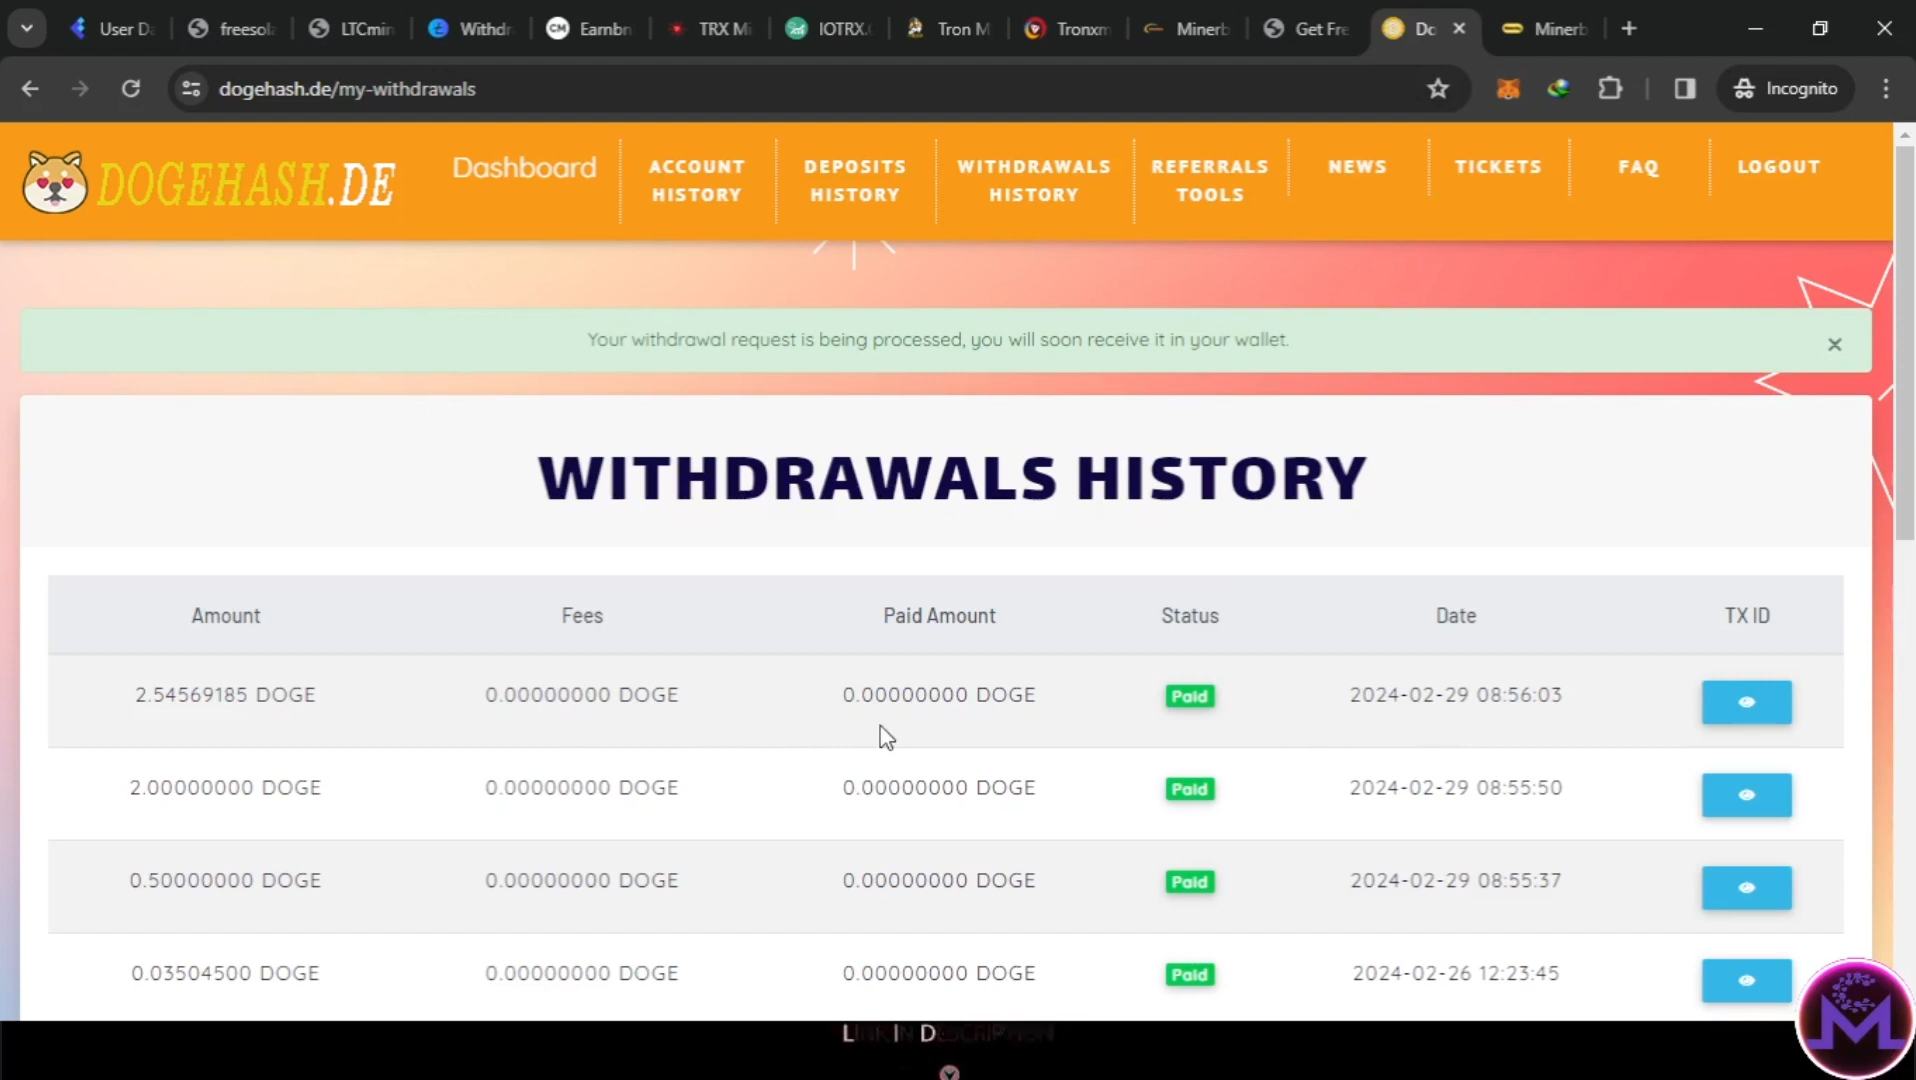 User Da
freesol
LTCmin
Withdr
CM
Earnbn
TRX Mi
IOTRX.
Tron M
Tronxm
Minerb
Get Fre
Do
Minerb
dogehash.de/my-withdrawals
Incognito
DOGEHASH.DE
Dashboard
ACCOUNT
HISTORY
DEPOSITS
HISTORY
WITHDRAWALS
HISTORY
REFERRALS
TOOLS
NEWS
TICKETS
FAQ
LOGOUT
Your withdrawal request is being processed, you will soon receive it in your wallet.
WITHDRAWALS HISTORY
Amount Fees Paid Amount Status Date TX ID
2.54569185 DOGE 0.00000000 DOGE 0.00000000 DOGE Paid 2024-02-29 08:56:03
2.00000000 DOGE 0.00000000 DOGE 0.00000000 DOGE Paid 2024-02-29 08:55:50
0.50000000 DOGE 0.00000000 DOGE 0.00000000 DOGE Paid 2024-02-29 08:55:37
0.03504500 DOGE 0.00000000 DOGE 0.00000000 DOGE Paid 2024-02-26 12:23:45
LINK IN DESCRIPTION
M